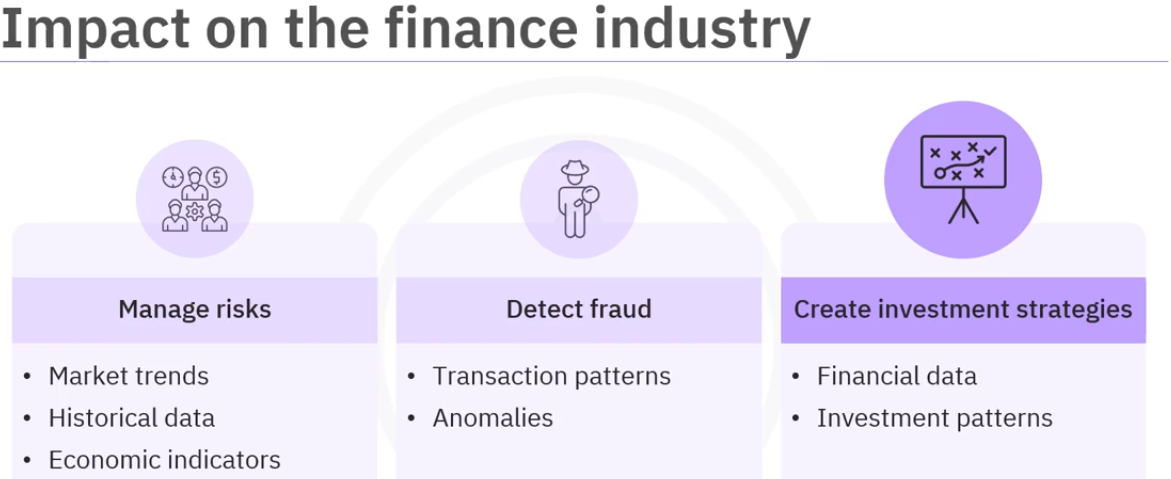 Impact on the finance industry
Manage risks
• Market trends
• Historical data
• Economic indicators
Detect fraud
• Transaction patterns
• Anomalies
Create investment strategies
• Financial data
• Investment patterns